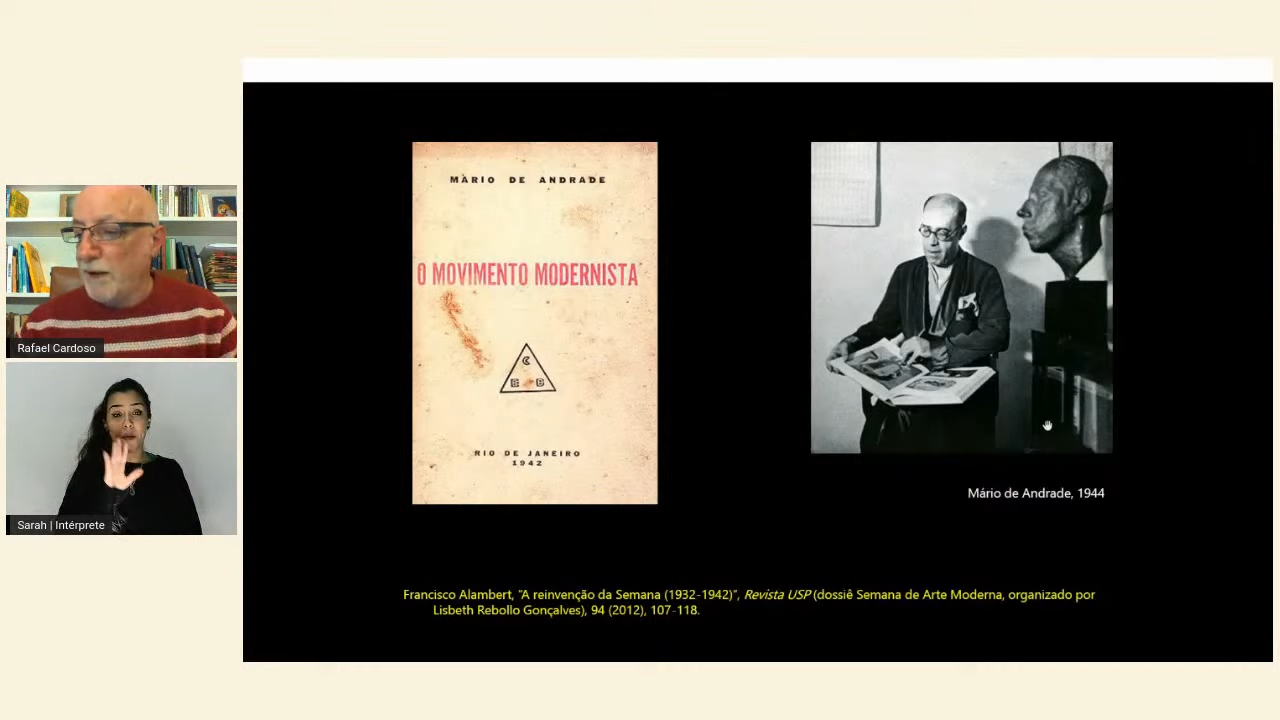 Rafael Cardoso
Sarah | Intérprete
MÁRIO DE ANDRADE
O MOVIMENTO MODERNISTA
C
E B
RIO DE JANEIRO
1942
Mário de Andrade, 1944
Francisco Alambert, "A reinvenção da Semana (1932-1942)", Revista USP (dossiê Semana de Arte Moderna, organizado por
Lisbeth Rebollo Gonçalves), 94 (2012), 107-118.